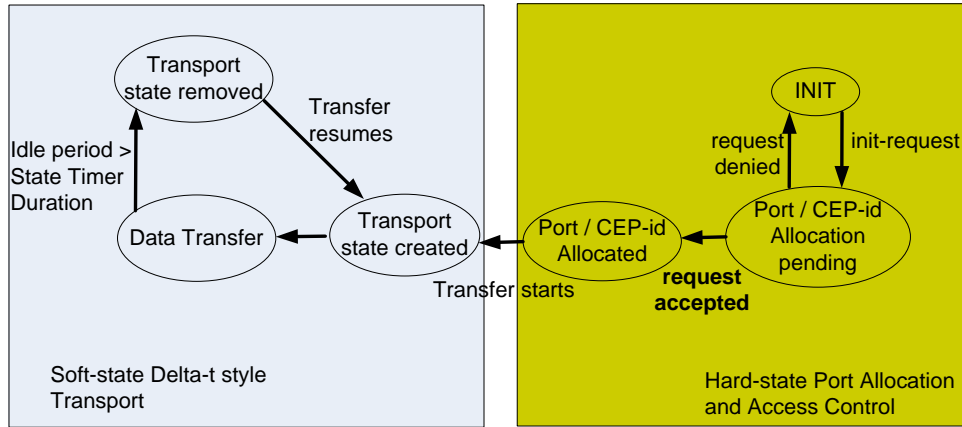 Transport
state removed
Transfer
resumes
Idle period >
State Timer
Duration
Data Transfer
Transport
state created
Transfer starts
Soft-state Delta-t style
Transport
INIT
request
denied
init-request
Port / CEP-id
Allocated
Port / CEP-id
Allocation
pending
request
accepted
Hard-state Port Allocation
and Access Control